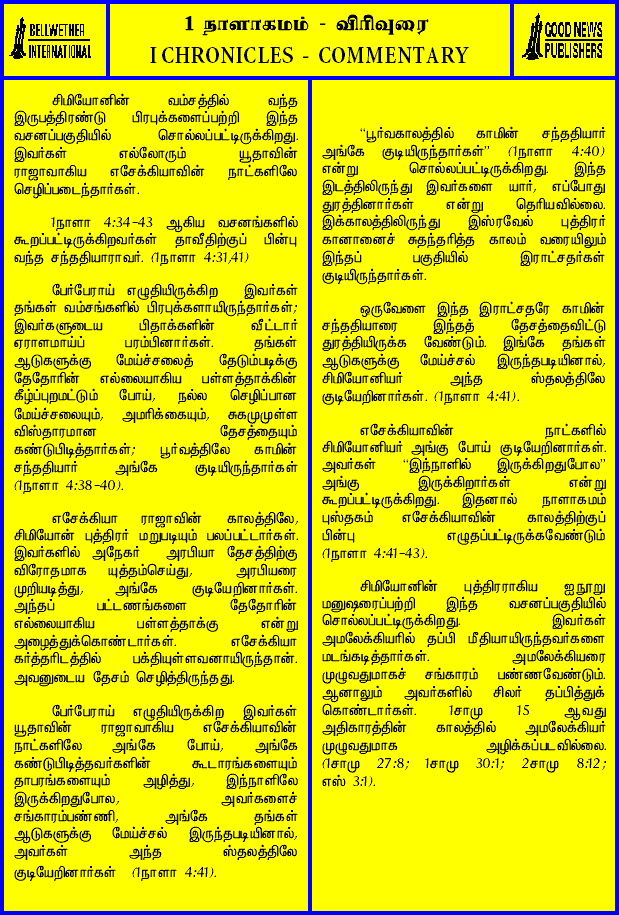 BELLWETHER
INTERNATIONAL
1 நாளாகமம் - விரிவுரை
I CHRONICLES - COMMENTARY
GOOD NEWS
PUBLISHERS
சிமியோனின் வம்சத்தில் வந்த
இருபத்திரண்டு பிரபுக்களைப்பற்றி இந்த
வசனப்பகுதியில் சொல்லப்பட்டிருக்கிறது.
இவர்கள் எல்லோரும் யூதாவின்
ராஜாவாகிய எசேக்கியாவின் நாட்களிலே
செழிப்படைந்தார்கள்.
1நாளா 4:34-43 ஆகிய வசனங்களில்
கூறப்பட்டிருக்கிறவர்கள் தாவீதிற்குப் பின்பு
வந்த சந்ததியாராவர். (1நாளா 4:31,41)
பேர்பேராய் எழுதியிருக்கிற இவர்கள்
தங்கள் வம்சங்களில் பிரபுக்களாயிருந்தார்கள்;
இவர்களுடைய பிதாக்களின் வீட்டார்
ஏராளமாய்ப் பரம்பினார்கள். தங்கள்
ஆடுகளுக்கு மேய்ச்சலைத் தேடும்படிக்கு
தேதோரின் எல்லையாகிய பள்ளத்தாக்கின்
கீழ்ப்புறமட்டும் போய், நல்ல செழிப்பான
மேய்ச்சலையும், அமரிக்கையும், சுகமுமுள்ள
விஸ்தாரமான தேசத்தையும்
கண்டுபிடித்தார்கள்; பூர்வத்திலே காமின்
சந்ததியார் அங்கே குடியிருந்தார்கள்
(1நாளா 4:38-40).
எசேக்கியா ராஜாவின் காலத்திலே,
சிமியோன் புத்திரர் மறுபடியும் பலப்பட்டார்கள்.
இவர்களில் அநேகர் அரபியா தேசத்திற்கு
விரோதமாக யுத்தம்செய்து, அரபியரை
முறியடித்து, அங்கே குடியேறினார்கள்.
அந்தப் பட்டணங்களை தேதோரின்
எல்லையாகிய பள்ளத்தாக்கு என்று
அழைத்துக்கொண்டார்கள். எசேக்கியா
கர்த்தரிடத்தில் பக்தியுள்ளவனாயிருந்தான்.
அவனுடைய தேசம் செழித்திருந்தது.
பேர்பேராய் எழுதியிருக்கிற இவர்கள்
யூதாவின் ராஜாவாகிய எசேக்கியாவின்
நாட்களிலே அங்கே போய், அங்கே
கண்டுபிடித்தவர்களின் கூடாரங்களையும்
தாபரங்களையும் அழித்து, இந்நாளிலே
இருக்கிறதுபோல, அவர்களைச்
சங்காரம்பண்ணி, அங்கே தங்கள்
ஆடுகளுக்கு மேய்ச்சல் இருந்தபடியினால்,
அவர்கள் அந்த ஸ்தலத்திலே
குடியேறினார்கள் (1நாளா 4:41).
“பூர்வகாலத்தில் காமின் சந்ததியார்
அங்கே குடியிருந்தார்கள்” (1நாளா 4:40)
என்று சொல்லப்பட்டிருக்கிறது. இந்த
இடத்திலிருந்து இவர்களை யார், எப்போது
துரத்தினார்கள் என்று தெரியவில்லை.
இக்காலத்திலிருந்து இஸ்ரவேல் புத்திரர்
கானானைச் சுதந்தரித்த காலம் வரையிலும்
இந்தப் பகுதியில் இராட்சதர்கள்
குடியிருந்தார்கள்.
ஒருவேளை இந்த இராட்சதரே காமின்
சந்ததியாரை இந்தத் தேசத்தைவிட்டு
துரத்தியிருக்க வேண்டும். இங்கே தங்கள்
ஆடுகளுக்கு மேய்ச்சல் இருந்தபடியினால்,
சிமியோனியர் அந்த ஸ்தலத்திலே
குடியேறினார்கள். (1நாளா 4:41).
எசேக்கியாவின் நாட்களில்
சிமியோனியர் அங்கு போய் குடியேறினார்கள்.
அவர்கள் “இந்நாளில் இருக்கிறதுபோல”
அங்கு இருக்கிறார்கள் என்று
கூறப்பட்டிருக்கிறது. இதனால் நாளாகமம்
புஸ்தகம் எசேக்கியாவின் காலத்திற்குப்
பின்பு எழுதப்பட்டிருக்கவேண்டும்
(1நாளா 4:41-43).
சிமியோனின் புத்திரராகிய ஐநூறு
மனுஷரைப்பற்றி இந்த வசனப்பகுதியில்
சொல்லப்பட்டிருக்கிறது. இவர்கள்
அமலேக்கியரில் தப்பி மீதியாயிருந்தவர்களை
மடங்கடித்தார்கள். அமலேக்கியரை
முழுவதுமாகச் சங்காரம் பண்ணவேண்டும்.
ஆனாலும் அவர்களில் சிலர் தப்பித்துக்
கொண்டார்கள். 1சாமு 15 ஆவது
அதிகாரத்தின் காலத்தில் அமலேக்கியர்
முழுவதுமாக அழிக்கப்படவில்லை.
(1சாமு 27:8; 1சாமு 30:1; 2சாமு 8:12;
எஸ் 3:1).